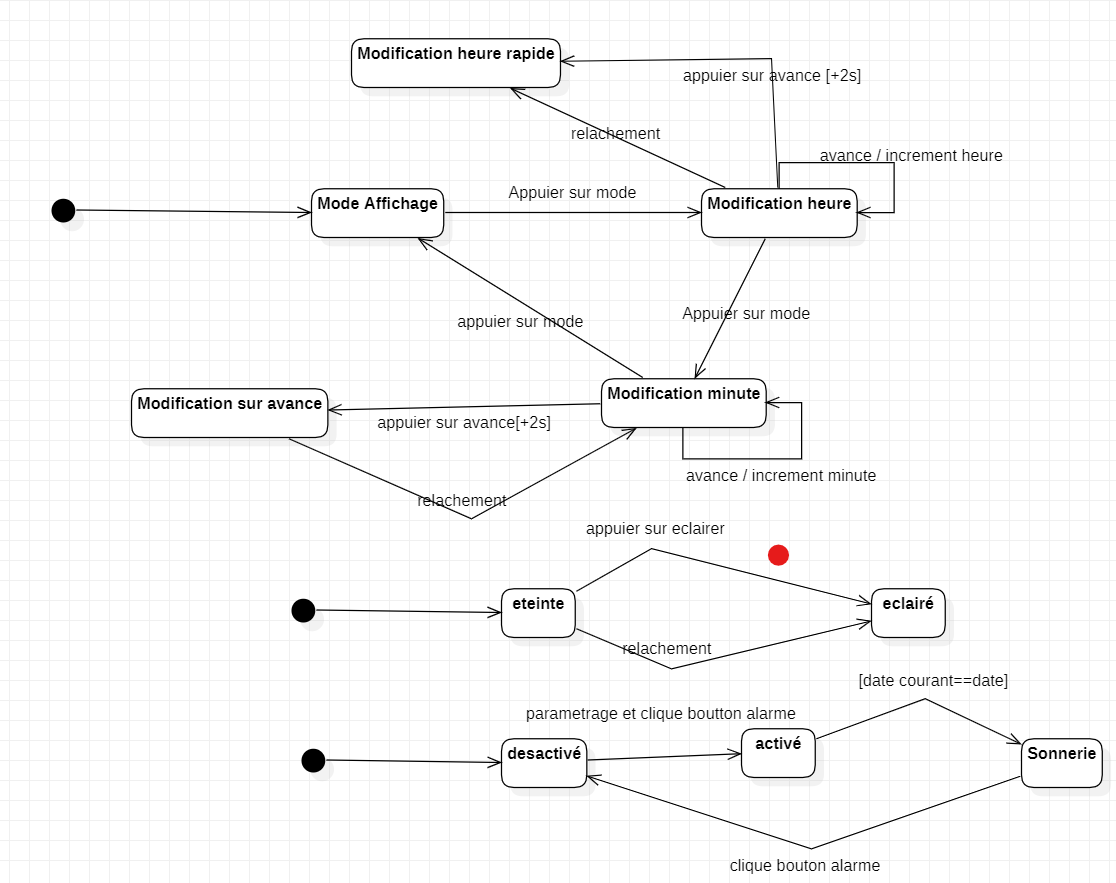 Modification heure rapide
appuier sur avance [+2s]
relachement
avance / increment heure
Mode Affichage
Appuier sur mode
Modification heure
appuier sur mode
Appuier sur mode
Modification sur avance
appuier sur avance[+2s]
Modification minute
avance / increment minute
relachement
appuier sur eclairer
eteinte
eclairé
relachement
[date courant==date]
parametrage et clique boutton alarme
desactivé
activé
Sonnerie
clique bouton alarme